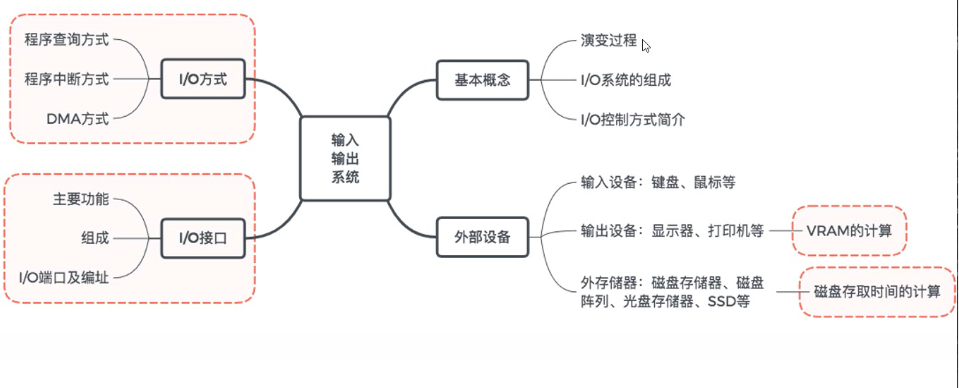 程序查询方式
程序中断方式
DMA方式
I/O方式
主要功能
组成
I/O端口及编址
I/O接口
输入
输出
系统
基本概念
演变过程
I/O系统的组成
I/O控制方式简介
外部设备
输入设备：键盘、鼠标等
输出设备：显示器、打印机等
VRAM的计算
外存储器：磁盘存储器、磁盘
阵列、光盘存储器、SSD等
磁盘存取时间的计算